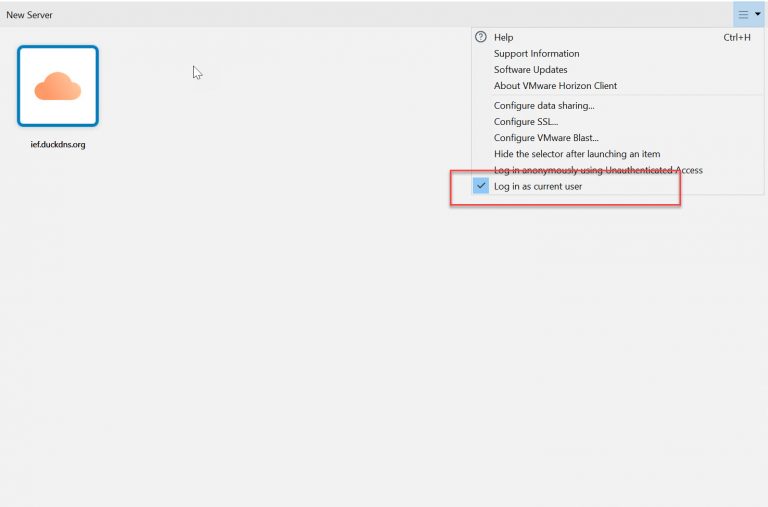 New Server
Help Ctrl+H
Support Information
Software Updates
About VMware Horizon Client
Configure data sharing...
Configure SSL...
Configure VMware Blast...
Hide the selector after launching an item
Log in anonymously using Unauthenticated Access
Log in as current user
ief.duckdns.org